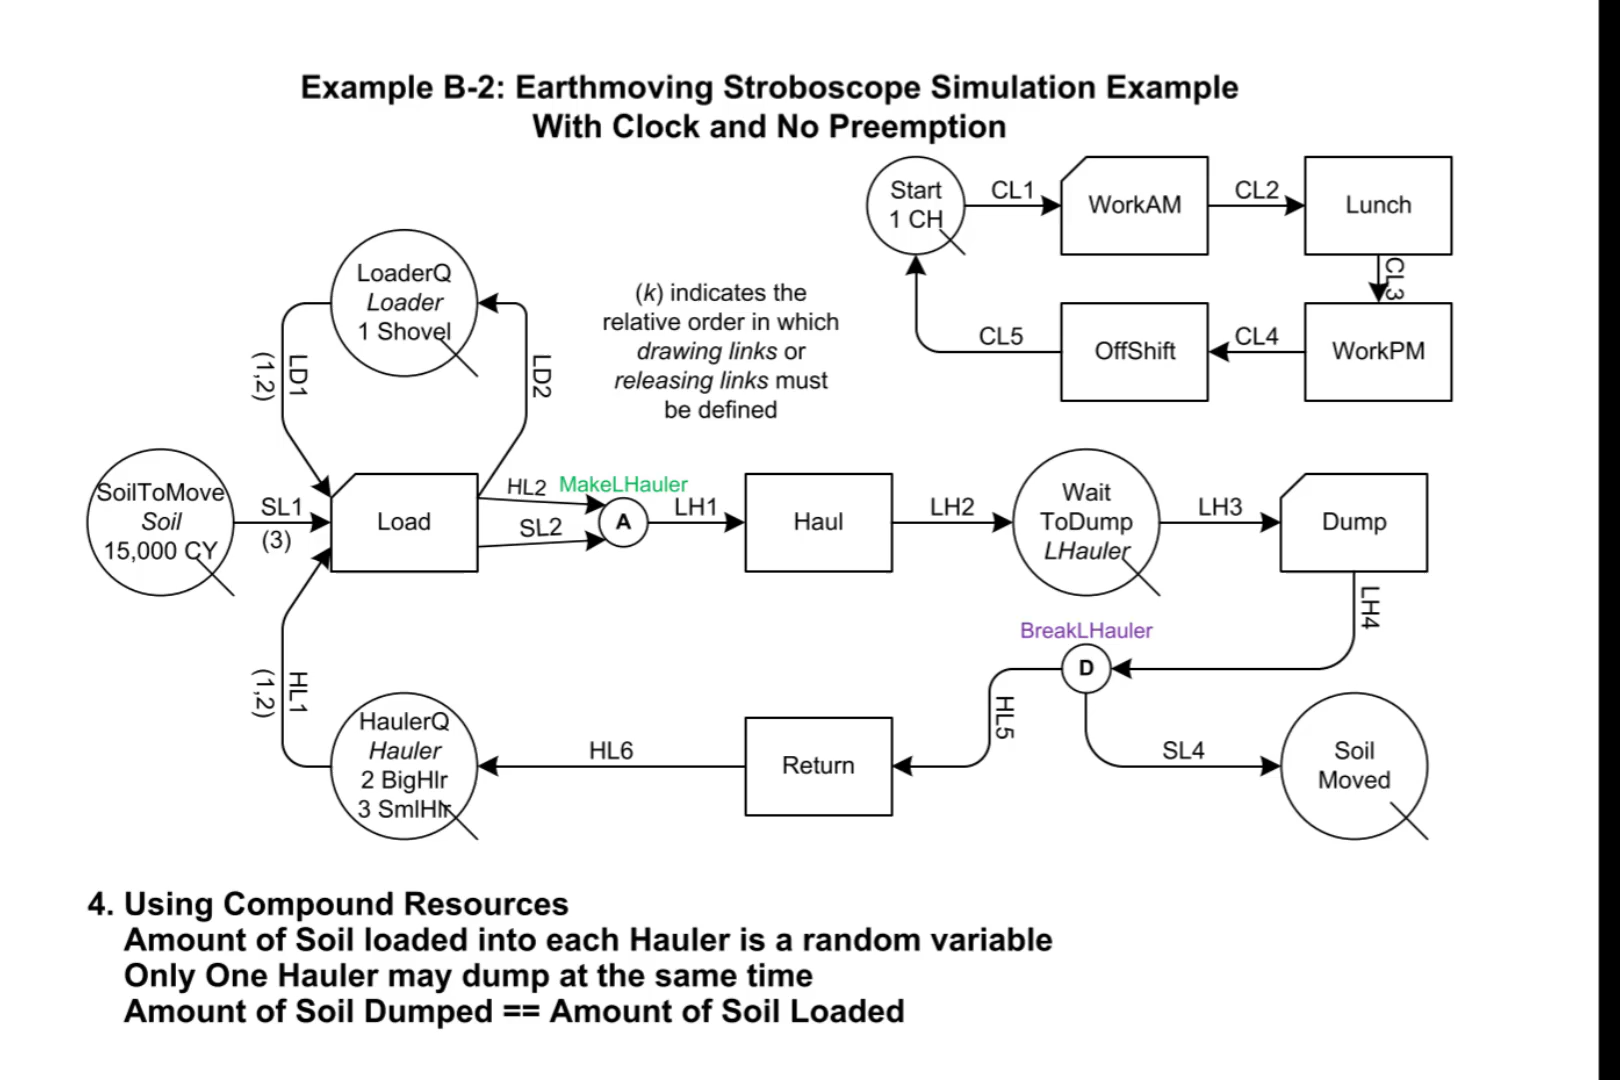 Example B-2: Earthmoving Stroboscope Simulation Example
With Clock and No Preemption
Start
1 CH
CL1
WorkAM
CL2
Lunch
CL3
WorkPM
CL4
OffShift
CL5
LoaderQ
Loader
1 Shovel
LD1
(1,2)
LD2
(k) indicates the
relative order in which
drawing links or
releasing links must
be defined
SoilToMove
Soil
15,000 CY
SL1
(3)
Load
HL2
SL2
MakeLHauler
A
LH1
Haul
LH2
Wait
ToDump
LHauler
LH3
Dump
LH4
BreakLHauler
D
HL5
SL4
Soil
Moved
Return
HL6
HaulerQ
Hauler
2 BigHlr
3 SmlHlr
HL1
(1,2)
4. Using Compound Resources
Amount of Soil loaded into each Hauler is a random variable
Only One Hauler may dump at the same time
Amount of Soil Dumped == Amount of Soil Loaded